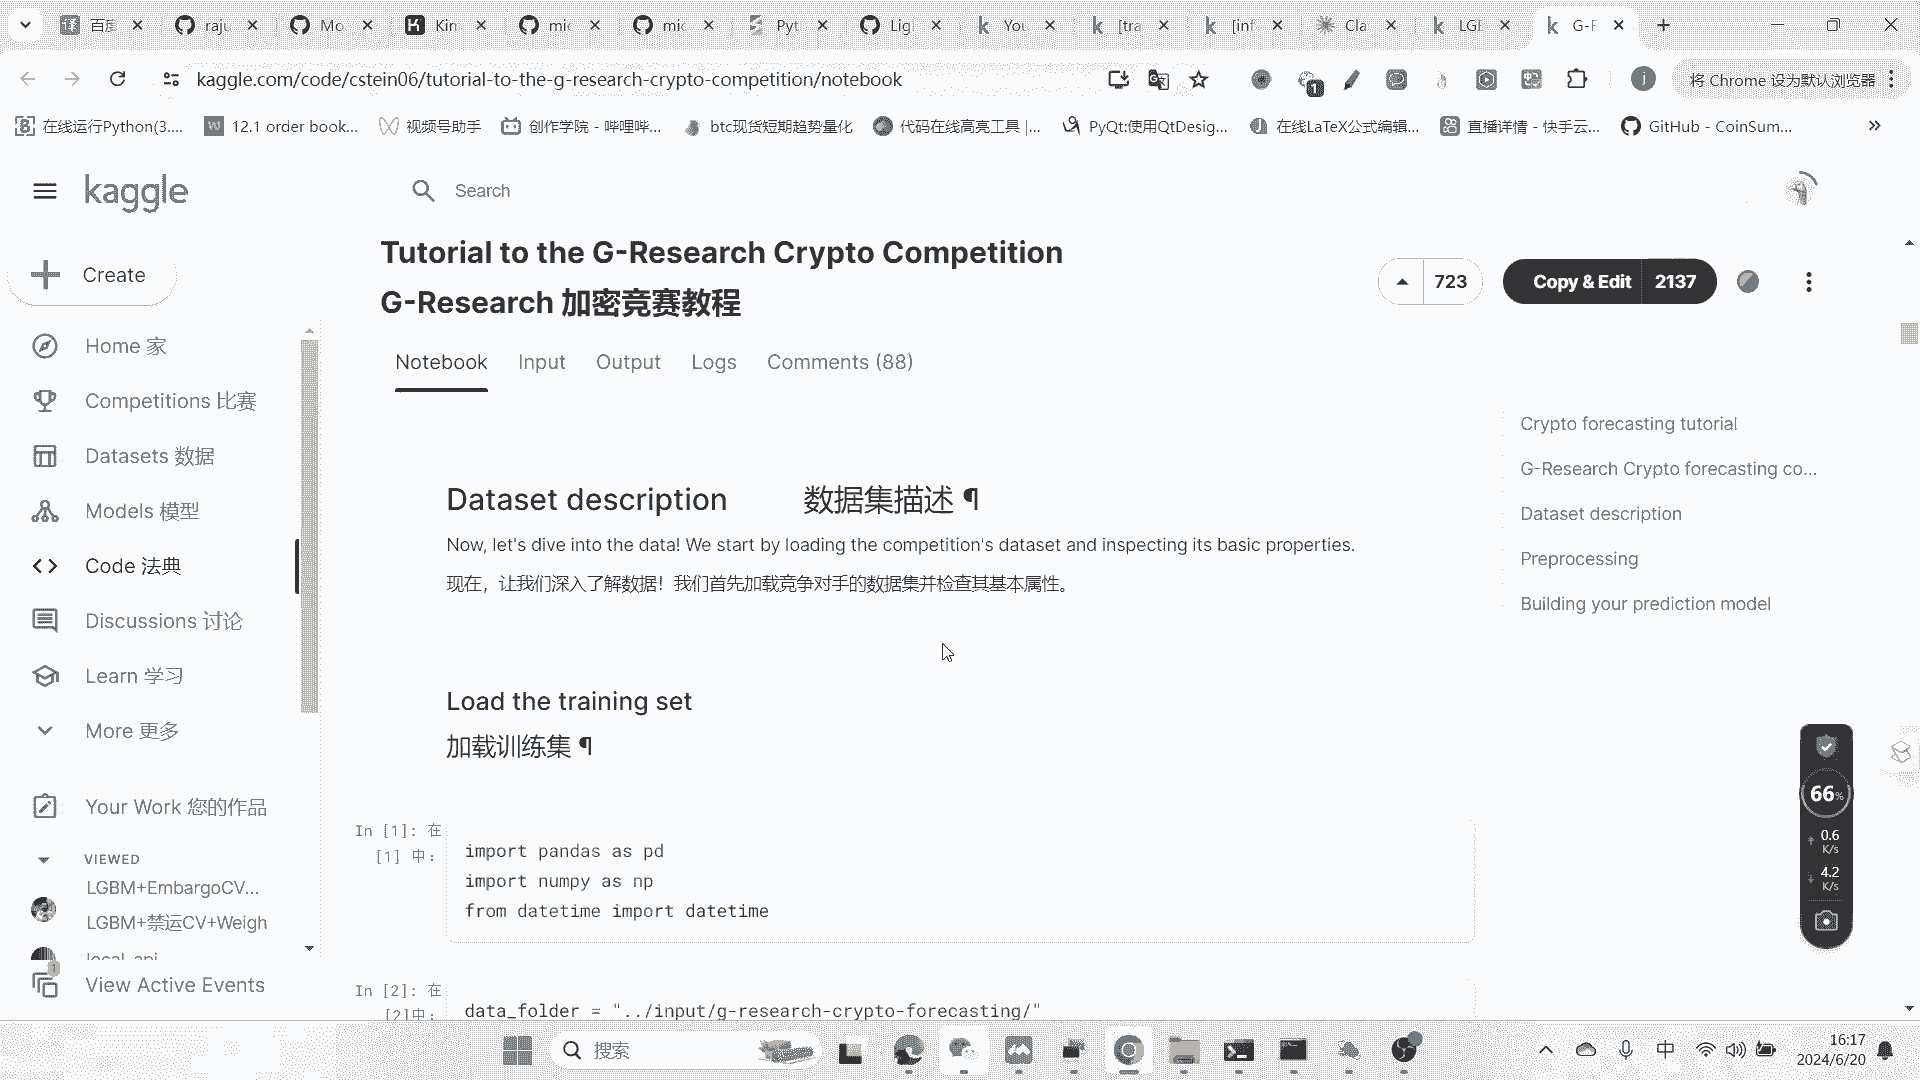 百度
raju
Mo
Kin
mic
mic
Pyt
Lig
You
[tra
[inf
Cla
LGB
G-R
kaggle.com/code/cstein06/tutorial-to-the-g-research-crypto-competition/notebook
1
j
将 Chrome 设为默认浏览器
在线运行Python(3....
12.1 order book...
视频号助手
创作学院 - 哔哩哔...
btc现货短期趋势量化
代码在线高亮工具 |...
PyQt:使用QtDesig...
在线LaTeX公式编辑...
直播详情 - 快手云...
GitHub - CoinSum...
kaggle
Search
Create
Tutorial to the G-Research Crypto Competition
G-Research 加密竞赛教程
723
Copy & Edit
2137
Home 家
Competitions 比赛
Datasets 数据
Models 模型
Code 法典
Discussions 讨论
Learn 学习
More 更多
Your Work 您的作品
VIEWED
LGBM+EmbargoCV...
LGBM+禁运CV+Weigh
1
View Active Events
Notebook
Input
Output
Logs
Comments (88)
Dataset description 数据集描述 ¶
Now, let's dive into the data! We start by loading the competition's dataset and inspecting its basic properties.
现在，让我们深入了解数据！我们首先加载竞争对手的数据集并检查其基本属性。
Load the training set
加载训练集 ¶
In [1]: 在
[1] 中：
import pandas as pd
import numpy as np
from datetime import datetime
In [2]: 在
[2]中：
data_folder = "../input/g-research-crypto-forecasting/"
Crypto forecasting tutorial
G-Research Crypto forecasting co...
Dataset description
Preprocessing
Building your prediction model
66%
0.6
K/s
4.2
K/s
搜索
中
16:17
2024/6/20